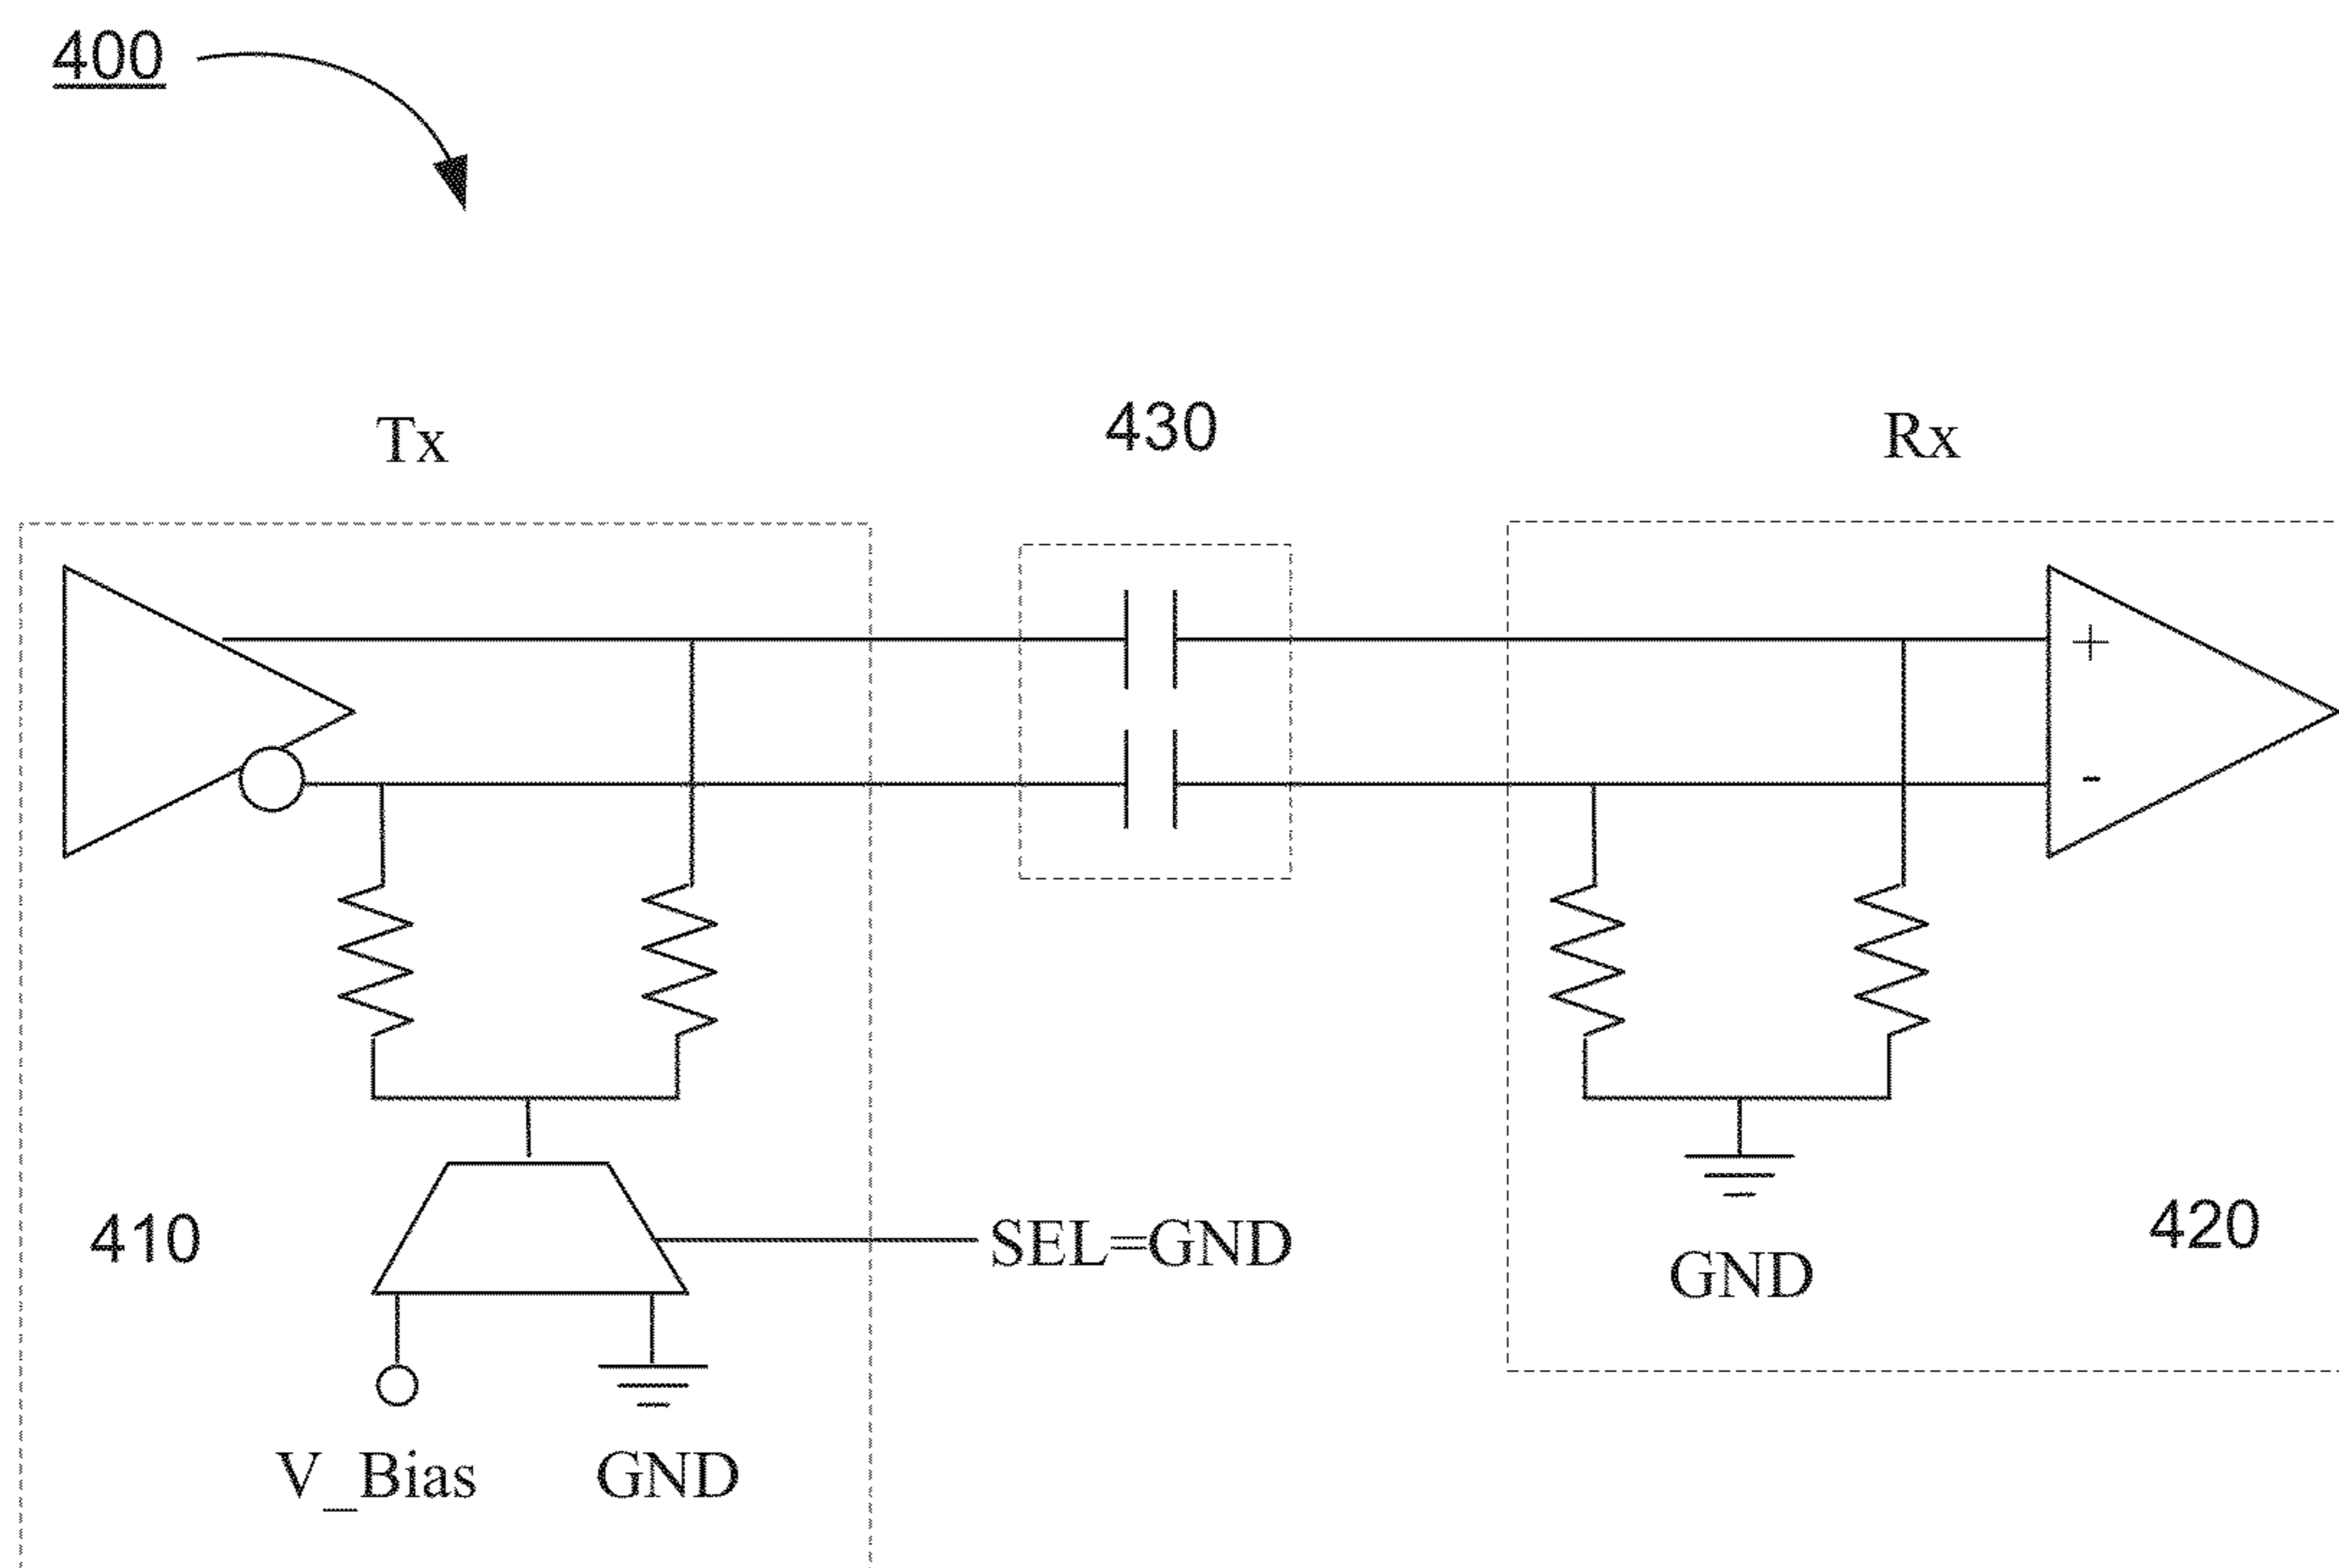 400
Tx
430
Rx
+
-
410
SEL=GND
420
GND
V_Bias
GND